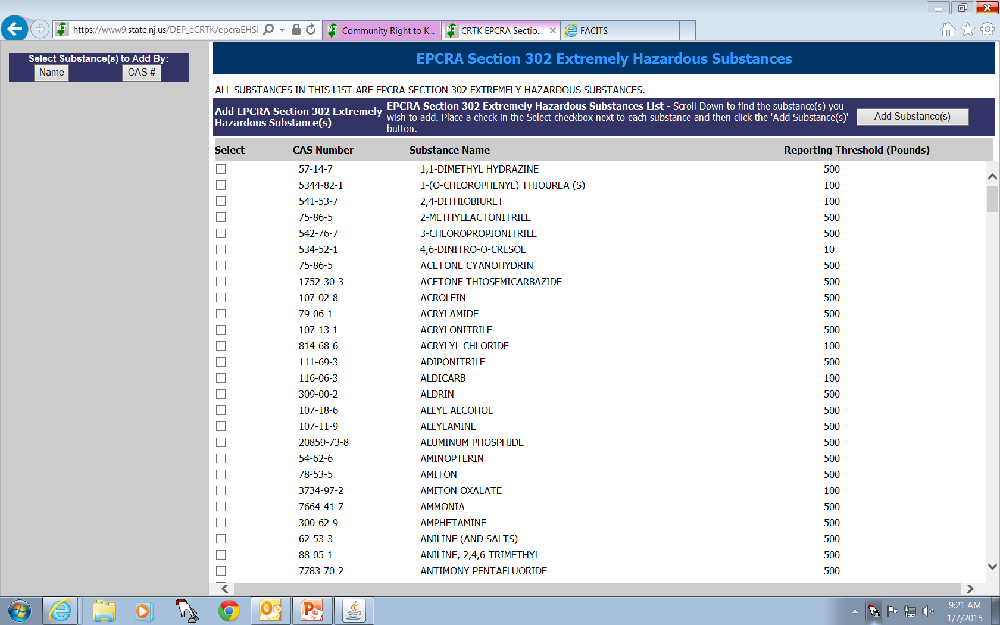 https://www9.state.nj.us/DEP_eCRTK/epcraEHSI
Community Right to K...
CRTK EPCRA Sectio...
FACITS
Select Substance(s) to Add By:
Name CAS #
EPCRA Section 302 Extremely Hazardous Substances
ALL SUBSTANCES IN THIS LIST ARE EPCRA SECTION 302 EXTREMELY HAZARDOUS SUBSTANCES.
Add EPCRA Section 302 Extremely
Hazardous Substance(s)
EPCRA Section 302 Extremely Hazardous Substances List - Scroll Down to find the substance(s) you
wish to add. Place a check in the Select checkbox next to each substance and then click the 'Add Substance(s)'
button.
Add Substance(s)
Select CAS Number Substance Name Reporting Threshold (Pounds)
57-14-7 1,1-DIMETHYL HYDRAZINE 500
5344-82-1 1-(O-CHLOROPHENYL) THIOUREA (S) 100
541-53-7 2,4-DITHIOBIURET 100
75-86-5 2-METHYLLACTONITRILE 500
542-76-7 3-CHLOROPROPIONITRILE 500
534-52-1 4,6-DINITRO-O-CRESOL 10
75-86-5 ACETONE CYANOHYDRIN 500
1752-30-3 ACETONE THIOSEMICARBAZIDE 500
107-02-8 ACROLEIN 500
79-06-1 ACRYLAMIDE 500
107-13-1 ACRYLONITRILE 500
814-68-6 ACRYLYL CHLORIDE 100
111-69-3 ADIPONITRILE 500
116-06-3 ALDICARB 100
309-00-2 ALDRIN 500
107-18-6 ALLYL ALCOHOL 500
107-11-9 ALLYLAMINE 500
20859-73-8 ALUMINUM PHOSPHIDE 500
54-62-6 AMINOPTERIN 500
78-53-5 AMITON 500
3734-97-2 AMITON OXALATE 100
7664-41-7 AMMONIA 500
300-62-9 AMPHETAMINE 500
62-53-3 ANILINE (AND SALTS) 500
88-05-1 ANILINE, 2,4,6-TRIMETHYL- 500
7783-70-2 ANTIMONY PENTAFLUORIDE 500
9:21 AM
1/7/2015